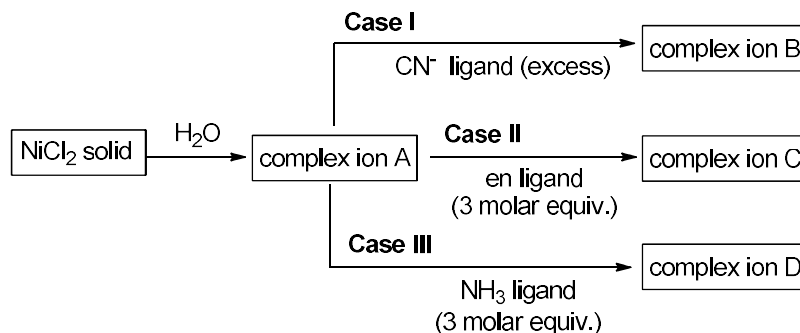 Case I
CN⁻ ligand (excess)
complex ion B
NiCl₂ solid
H₂O
complex ion A
Case II
en ligand
(3 molar equiv.)
complex ion C
Case III
NH₃ ligand
(3 molar equiv.)
complex ion D